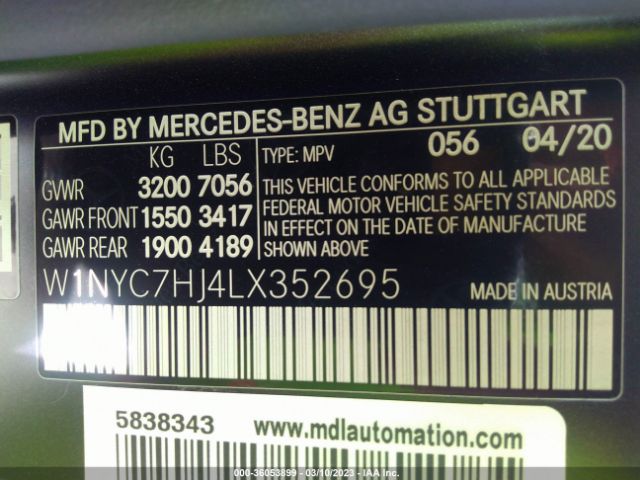 MFD BY MERCEDES-BENZ AG STUTTGART
KG LBS
TYPE: MPV 056 04/20
GVWR 3200 7056
GAWR FRONT 1550 3417
GAWR REAR 1900 4189
THIS VEHICLE CONFORMS TO ALL APPLICABLE
FEDERAL MOTOR VEHICLE SAFETY STANDARDS
IN EFFECT ON THE DATE OF MANUFACTURE
SHOWN ABOVE
W1NYC7HJ4LX352695
MADE IN AUSTRIA
5838343
www.mdlautomation.com
000-36053899 - 03/10/2023 - IAA Inc.